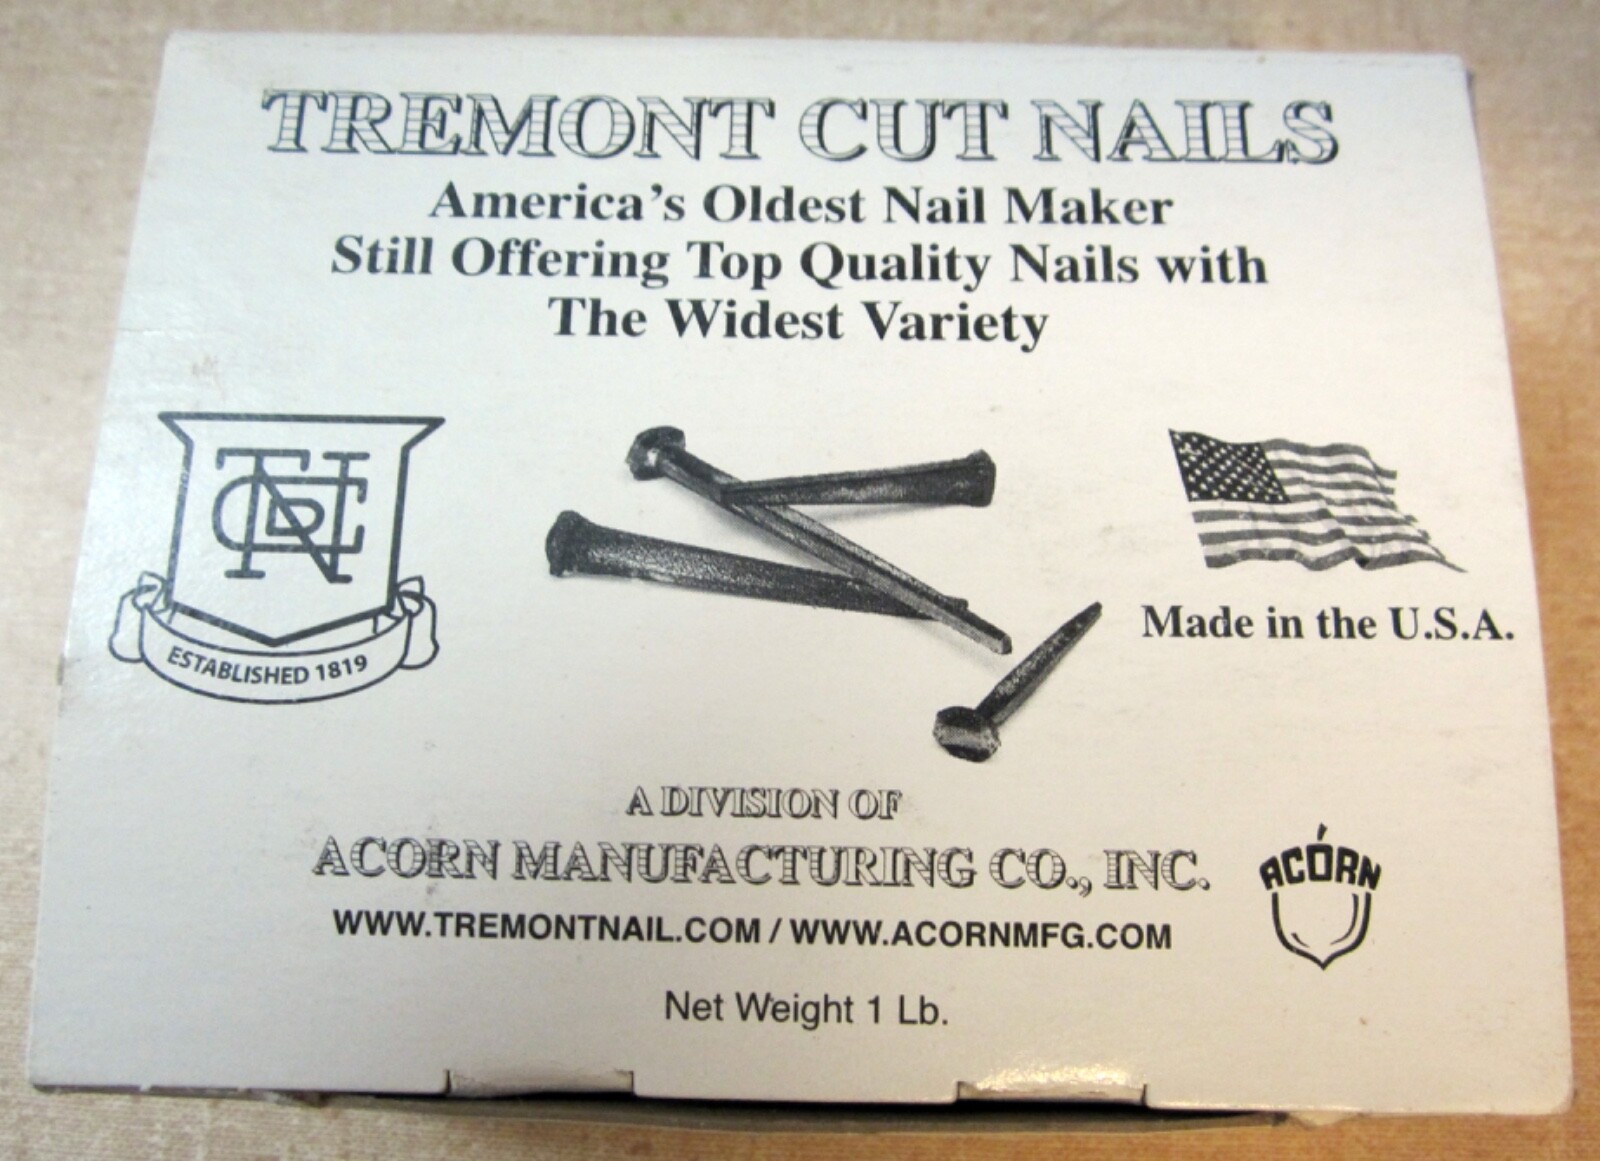 TREMONT CUT NAILS
America's Oldest Nail Maker
Still Offering Top Quality Nails with
The Widest Variety
ESTABLISHED 1819
Made in the U.S.A.
A DIVISION OF
ACORN MANUFACTURING CO., INC.
ACORN
WWW.TREMONTNAIL.COM / WWW.ACORNMFG.COM
Net Weight 1 Lb.